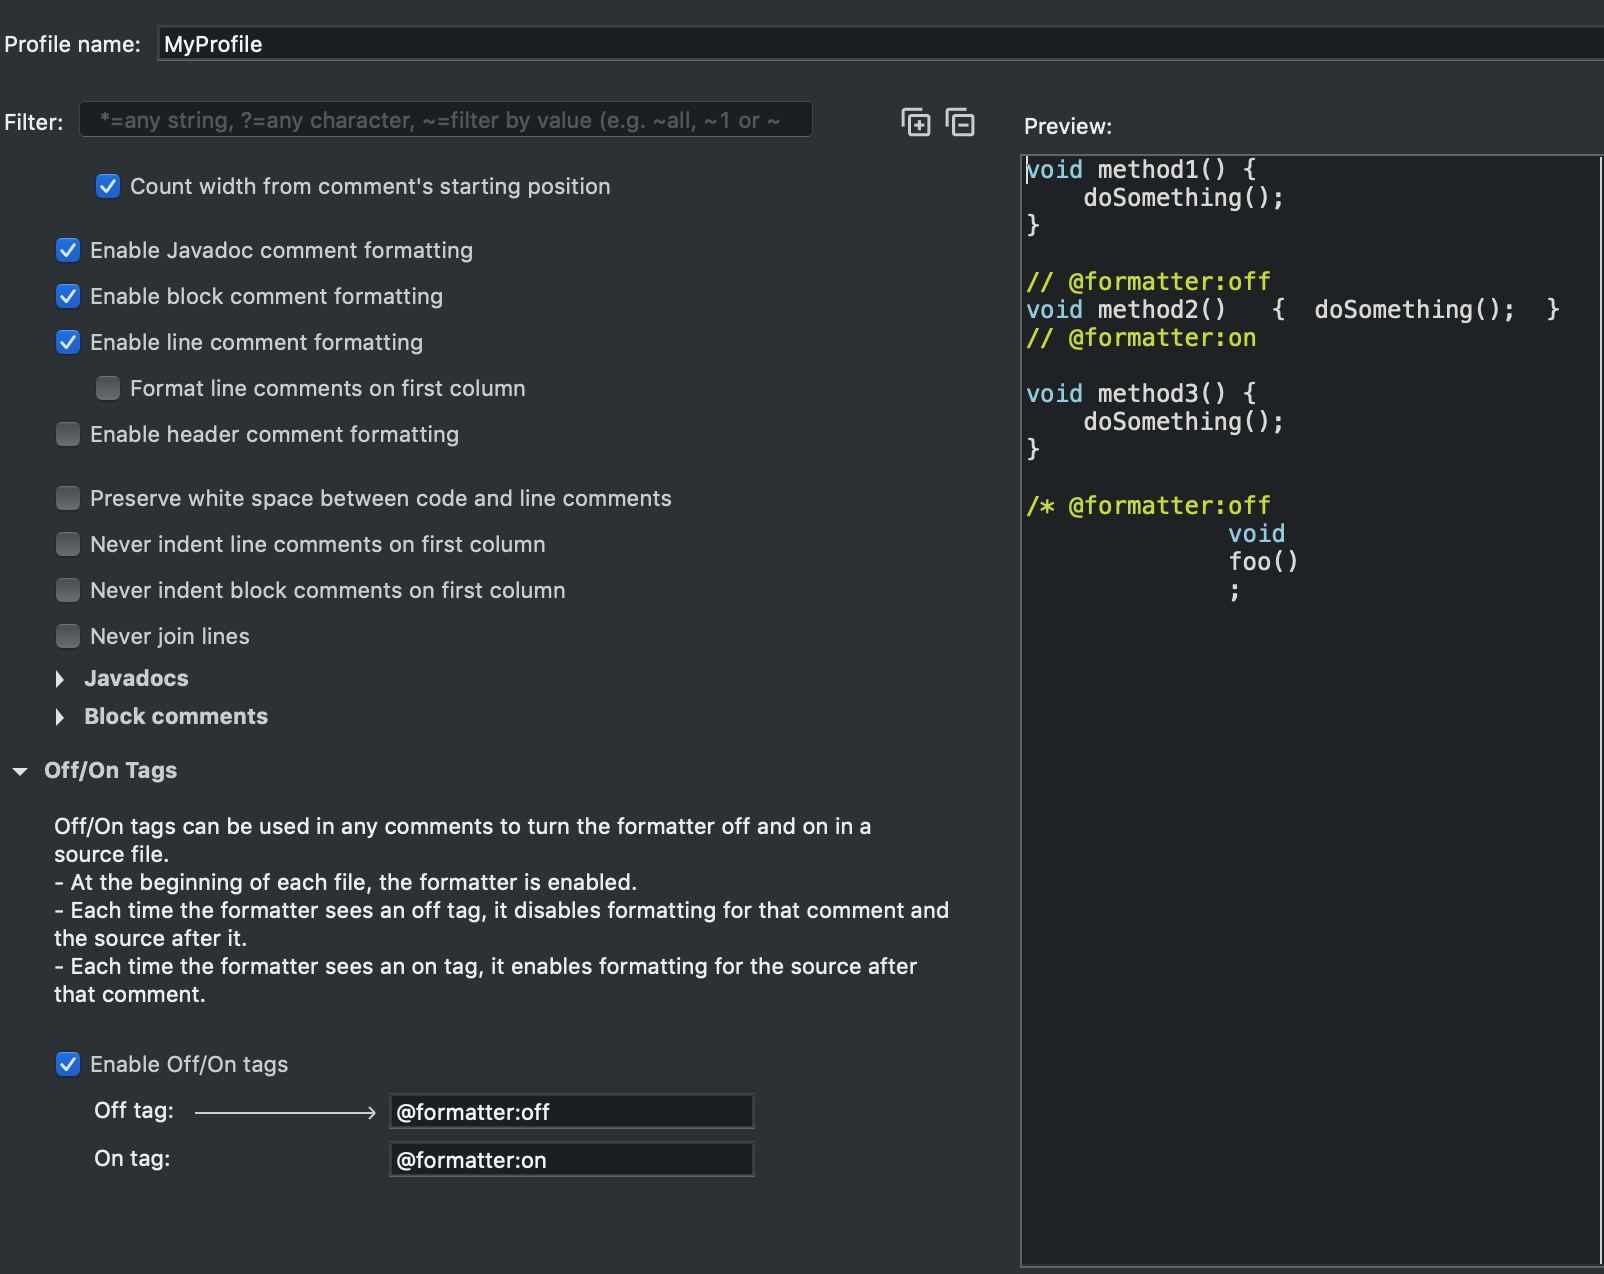 Profile name: MyProfile
Filter: *=any string, ?=any character, ~=filter by value (e.g. ~all, ~1 or ~
Count width from comment's starting position
Enable Javadoc comment formatting
Enable block comment formatting
Enable line comment formatting
Format line comments on first column
Enable header comment formatting
Preserve white space between code and line comments
Never indent line comments on first column
Never indent block comments on first column
Never join lines
Javadocs
Block comments
Off/On Tags
Off/On tags can be used in any comments to turn the formatter off and on in a
source file.
- At the beginning of each file, the formatter is enabled.
- Each time the formatter sees an off tag, it disables formatting for that comment and
the source after it.
- Each time the formatter sees an on tag, it enables formatting for the source after
that comment.
Enable Off/On tags
Off tag: @formatter:off
On tag: @formatter:on
Preview:
void method1() {
    doSomething();
}
// @formatter:off
void method2()   {  doSomething();  }
// @formatter:on
void method3() {
    doSomething();
}
/* @formatter:off
void
foo()
;